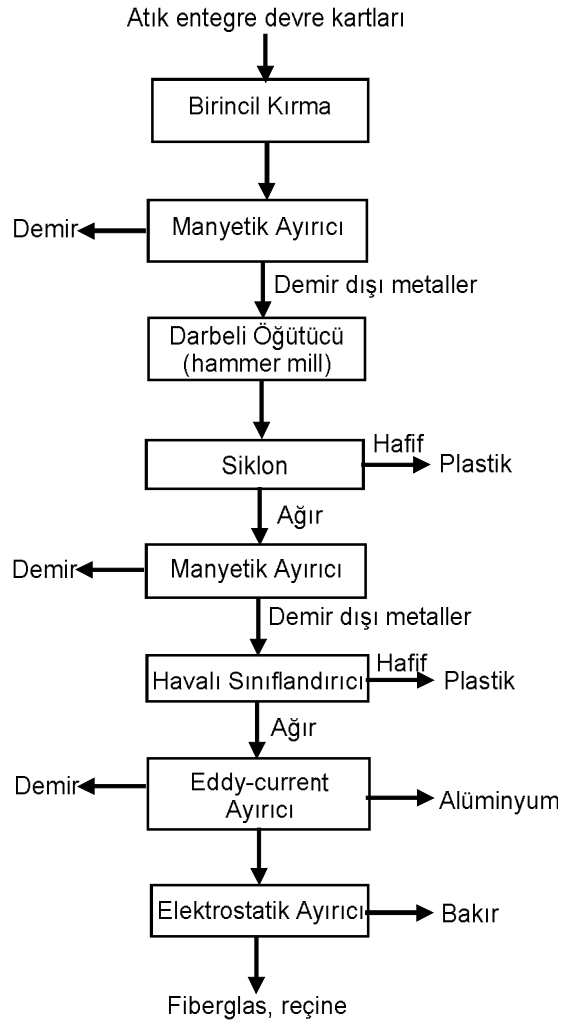 Atık entegre devre kartları
Birincil Kırma
Demir
Manyetik Ayırıcı
Demir dışı metaller
Darbeli Öğütücü
(hammer mill)
Hafif
Siklon
Plastik
Ağır
Demir
Manyetik Ayırıcı
Demir dışı metaller
Hafif
Havalı Sınıflandırıcı
Plastik
Ağır
Demir
Eddy-current
Ayırıcı
Alüminyum
Elektrostatik Ayırıcı
Bakır
Fiberglas, reçine